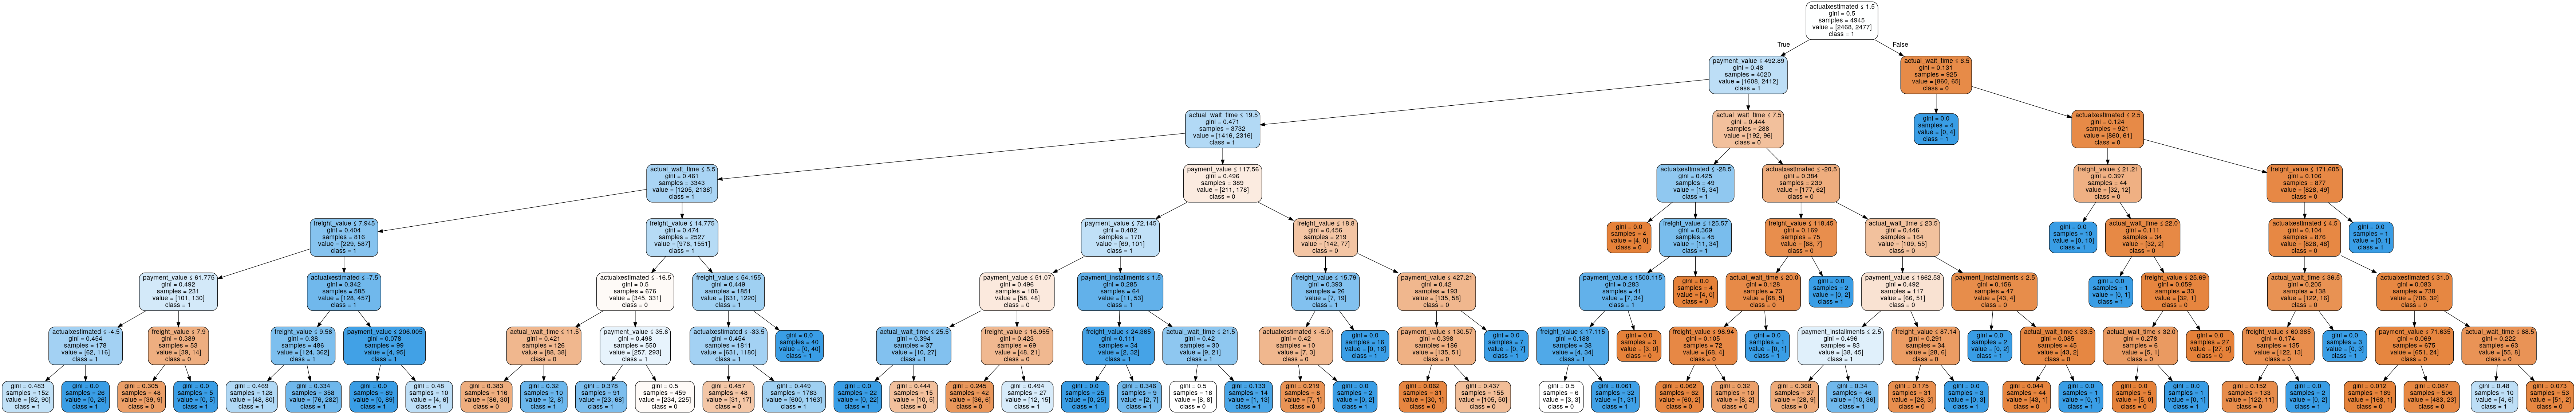 actualxestimated ≤ 1.5
gini = 0.5
samples = 4945
value = [2468, 2477]
class = 1
True
False
payment_value ≤ 492.89
gini = 0.48
samples = 4020
value = [1608, 2412]
class = 1
actual_wait_time ≤ 6.5
gini = 0.131
samples = 925
value = [860, 65]
class = 0
actual_wait_time ≤ 19.5
gini = 0.471
samples = 3732
value = [1416, 2316]
class = 1
actual_wait_time ≤ 7.5
gini = 0.444
samples = 288
value = [192, 96]
class = 0
gini = 0.0
samples = 4
value = [0, 4]
class = 1
actualxestimated ≤ 2.5
gini = 0.124
samples = 921
value = [860, 61]
class = 0
actual_wait_time ≤ 5.5
gini = 0.461
samples = 3343
value = [1205, 2138]
class = 1
payment_value ≤ 117.56
gini = 0.496
samples = 389
value = [211, 178]
class = 0
actualxestimated ≤ -28.5
gini = 0.425
samples = 49
value = [15, 34]
class = 1
actualxestimated ≤ -20.5
gini = 0.384
samples = 239
value = [177, 62]
class = 0
freight_value ≤ 21.21
gini = 0.397
samples = 44
value = [32, 12]
class = 0
freight_value ≤ 171.605
gini = 0.106
samples = 877
value = [828, 49]
class = 0
freight_value ≤ 7.945
gini = 0.404
samples = 816
value = [229, 587]
class = 1
freight_value ≤ 14.775
gini = 0.474
samples = 2527
value = [976, 1551]
class = 1
payment_value ≤ 72.145
gini = 0.482
samples = 170
value = [69, 101]
class = 1
freight_value ≤ 18.8
gini = 0.456
samples = 219
value = [142, 77]
class = 0
gini = 0.0
samples = 4
value = [4, 0]
class = 0
freight_value ≤ 125.57
gini = 0.369
samples = 45
value = [11, 34]
class = 1
freight_value ≤ 118.45
gini = 0.169
samples = 75
value = [68, 7]
class = 0
actual_wait_time ≤ 23.5
gini = 0.446
samples = 164
value = [109, 55]
class = 0
gini = 0.0
samples = 10
value = [0, 10]
class = 1
actual_wait_time ≤ 22.0
gini = 0.111
samples = 34
value = [32, 2]
class = 0
actualxestimated ≤ 4.5
gini = 0.104
samples = 876
value = [828, 48]
class = 0
gini = 0.0
samples = 1
value = [0, 1]
class = 1
payment_value ≤ 61.775
gini = 0.492
samples = 231
value = [101, 130]
class = 1
actualxestimated ≤ -7.5
gini = 0.342
samples = 585
value = [128, 457]
class = 1
actualxestimated ≤ -16.5
gini = 0.5
samples = 676
value = [345, 331]
class = 0
freight_value ≤ 54.155
gini = 0.449
samples = 1851
value = [631, 1220]
class = 1
payment_value ≤ 51.07
gini = 0.496
samples = 106
value = [58, 48]
class = 0
payment_installments ≤ 1.5
gini = 0.285
samples = 64
value = [11, 53]
class = 1
freight_value ≤ 15.79
gini = 0.393
samples = 26
value = [7, 19]
class = 1
payment_value ≤ 427.21
gini = 0.42
samples = 193
value = [135, 58]
class = 0
payment_value ≤ 1500.115
gini = 0.283
samples = 41
value = [7, 34]
class = 1
gini = 0.0
samples = 4
value = [4, 0]
class = 0
actual_wait_time ≤ 20.0
gini = 0.128
samples = 73
value = [68, 5]
class = 0
gini = 0.0
samples = 2
value = [0, 2]
class = 1
payment_value ≤ 1662.53
gini = 0.492
samples = 117
value = [66, 51]
class = 0
payment_installments ≤ 2.5
gini = 0.156
samples = 47
value = [43, 4]
class = 0
gini = 0.0
samples = 1
value = [0, 1]
class = 1
freight_value ≤ 25.69
gini = 0.059
samples = 33
value = [32, 1]
class = 0
actual_wait_time ≤ 36.5
gini = 0.205
samples = 138
value = [122, 16]
class = 0
gini = 0.0
samples = 3
value = [0, 3]
class = 1
actualxestimated ≤ 31.0
gini = 0.083
samples = 738
value = [706, 32]
class = 0
actualxestimated ≤ -4.5
gini = 0.454
samples = 178
value = [62, 116]
class = 1
freight_value ≤ 7.9
gini = 0.389
samples = 53
value = [39, 14]
class = 0
freight_value ≤ 9.56
gini = 0.38
samples = 486
value = [124, 362]
class = 1
payment_value ≤ 206.005
gini = 0.078
samples = 99
value = [4, 95]
class = 1
actual_wait_time ≤ 11.5
gini = 0.421
samples = 126
value = [88, 38]
class = 0
payment_value ≤ 35.6
gini = 0.498
samples = 550
value = [257, 293]
class = 1
actualxestimated ≤ -33.5
gini = 0.454
samples = 1811
value = [631, 1180]
class = 1
gini = 0.0
samples = 40
value = [0, 40]
class = 1
actual_wait_time ≤ 25.5
gini = 0.394
samples = 37
value = [10, 27]
class = 1
freight_value ≤ 16.955
gini = 0.423
samples = 69
value = [48, 21]
class = 0
freight_value ≤ 24.365
gini = 0.111
samples = 34
value = [2, 32]
class = 1
actual_wait_time ≤ 21.5
gini = 0.42
samples = 30
value = [9, 21]
class = 1
actualxestimated ≤ -5.0
gini = 0.42
samples = 10
value = [7, 3]
class = 0
gini = 0.0
samples = 16
value = [0, 16]
class = 1
payment_value ≤ 130.57
gini = 0.398
samples = 186
value = [135, 51]
class = 0
gini = 0.0
samples = 7
value = [0, 7]
class = 1
freight_value ≤ 17.115
gini = 0.188
samples = 38
value = [4, 34]
class = 1
gini = 0.0
samples = 3
value = [3, 0]
class = 0
freight_value ≤ 98.94
gini = 0.105
samples = 72
value = [68, 4]
class = 0
gini = 0.0
samples = 1
value = [0, 1]
class = 1
payment_installments ≤ 2.5
gini = 0.496
samples = 83
value = [38, 45]
class = 1
freight_value ≤ 87.14
gini = 0.291
samples = 34
value = [28, 6]
class = 0
gini = 0.0
samples = 2
value = [0, 2]
class = 1
actual_wait_time ≤ 33.5
gini = 0.085
samples = 45
value = [43, 2]
class = 0
actual_wait_time ≤ 32.0
gini = 0.278
samples = 6
value = [5, 1]
class = 0
gini = 0.0
samples = 27
value = [27, 0]
class = 0
freight_value ≤ 60.385
gini = 0.174
samples = 135
value = [122, 13]
class = 0
gini = 0.0
samples = 3
value = [0, 3]
class = 1
payment_value ≤ 71.635
gini = 0.069
samples = 675
value = [651, 24]
class = 0
actual_wait_time ≤ 68.5
gini = 0.222
samples = 63
value = [55, 8]
class = 0
gini = 0.483
samples = 152
value = [62, 90]
class = 1
gini = 0.0
samples = 26
value = [0, 26]
class = 1
gini = 0.305
samples = 48
value = [39, 9]
class = 0
gini = 0.0
samples = 5
value = [0, 5]
class = 1
gini = 0.469
samples = 128
value = [48, 80]
class = 1
gini = 0.334
samples = 358
value = [76, 282]
class = 1
gini = 0.0
samples = 89
value = [0, 89]
class = 1
gini = 0.48
samples = 10
value = [4, 6]
class = 1
gini = 0.383
samples = 116
value = [86, 30]
class = 0
gini = 0.32
samples = 10
value = [2, 8]
class = 1
gini = 0.378
samples = 91
value = [23, 68]
class = 1
gini = 0.5
samples = 459
value = [234, 225]
class = 0
gini = 0.457
samples = 48
value = [31, 17]
class = 0
gini = 0.449
samples = 1763
value = [600, 1163]
class = 1
gini = 0.0
samples = 22
value = [0, 22]
class = 1
gini = 0.444
samples = 15
value = [10, 5]
class = 0
gini = 0.245
samples = 42
value = [36, 6]
class = 0
gini = 0.494
samples = 27
value = [12, 15]
class = 1
gini = 0.0
samples = 25
value = [0, 25]
class = 1
gini = 0.346
samples = 9
value = [2, 7]
class = 1
gini = 0.5
samples = 16
value = [8, 8]
class = 0
gini = 0.133
samples = 14
value = [1, 13]
class = 1
gini = 0.219
samples = 8
value = [7, 1]
class = 0
gini = 0.0
samples = 2
value = [0, 2]
class = 1
gini = 0.062
samples = 31
value = [30, 1]
class = 0
gini = 0.437
samples = 155
value = [105, 50]
class = 0
gini = 0.5
samples = 6
value = [3, 3]
class = 0
gini = 0.061
samples = 32
value = [1, 31]
class = 1
gini = 0.062
samples = 62
value = [60, 2]
class = 0
gini = 0.32
samples = 10
value = [8, 2]
class = 0
gini = 0.368
samples = 37
value = [28, 9]
class = 0
gini = 0.34
samples = 46
value = [10, 36]
class = 1
gini = 0.175
samples = 31
value = [28, 3]
class = 0
gini = 0.0
samples = 3
value = [0, 3]
class = 1
gini = 0.044
samples = 44
value = [43, 1]
class = 0
gini = 0.0
samples = 1
value = [0, 1]
class = 1
gini = 0.0
samples = 5
value = [5, 0]
class = 0
gini = 0.0
samples = 1
value = [0, 1]
class = 1
gini = 0.152
samples = 133
value = [122, 11]
class = 0
gini = 0.0
samples = 2
value = [0, 2]
class = 1
gini = 0.012
samples = 169
value = [168, 1]
class = 0
gini = 0.087
samples = 506
value = [483, 23]
class = 0
gini = 0.48
samples = 10
value = [4, 6]
class = 1
gini = 0.073
samples = 53
value = [51, 2]
class = 0